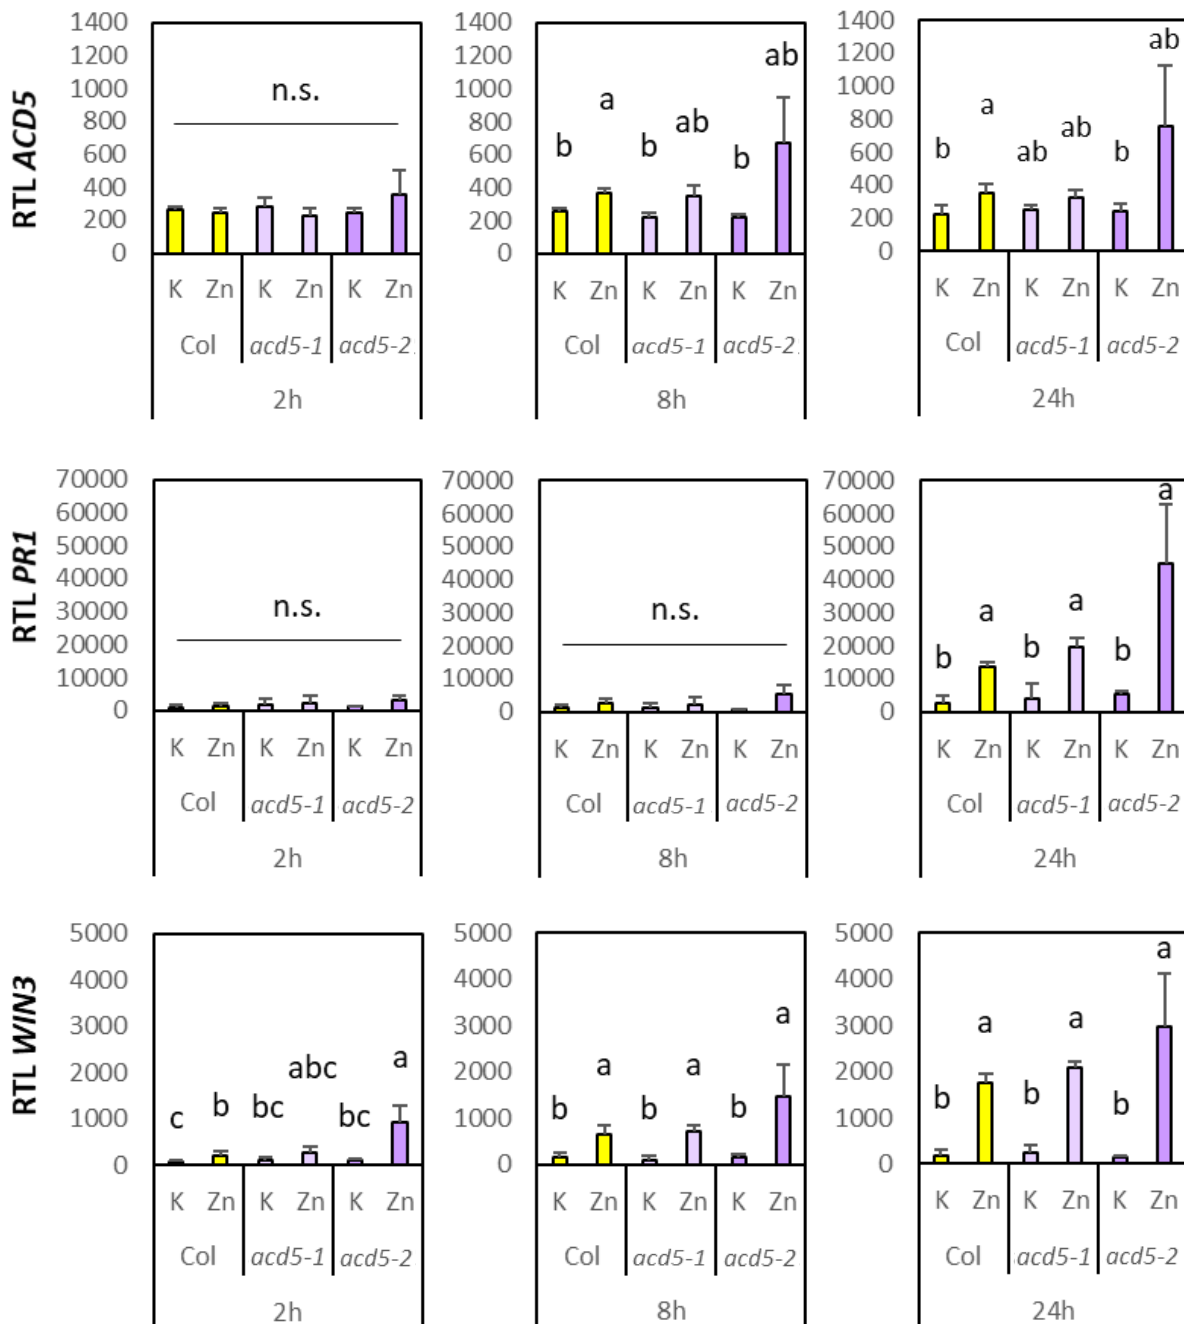 RTL ACD5
1400
1200
1000
800
600
400
200
0
n.s.
K Zn K Zn K Zn
Col acd5-1 acd5-2
2h
1400
1200
1000
800
600
400
200
0
b a b ab b ab
K Zn K Zn K Zn
Col acd5-1 acd5-2
8h
1400
1200
1000
800
600
400
200
0
b a ab ab b ab
K Zn K Zn K Zn
Col acd5-1 acd5-2
24h
RTL PR1
70000
60000
50000
40000
30000
20000
10000
0
n.s.
K Zn K Zn K Zn
Col acd5-1 acd5-2
2h
70000
60000
50000
40000
30000
20000
10000
0
n.s.
K Zn K Zn K Zn
Col acd5-1 acd5-2
8h
70000
60000
50000
40000
30000
20000
10000
0
b a b a b a
K Zn K Zn K Zn
Col acd5-1 acd5-2
24h
RTL WIN3
5000
4000
3000
2000
1000
0
c b bc abc bc a
K Zn K Zn K Zn
Col acd5-1 acd5-2
2h
5000
4000
3000
2000
1000
0
b a b a b a
K Zn K Zn K Zn
Col acd5-1 acd5-2
8h
5000
4000
3000
2000
1000
0
b a b a b a
K Zn K Zn K Zn
Col acd5-1 acd5-2
24h